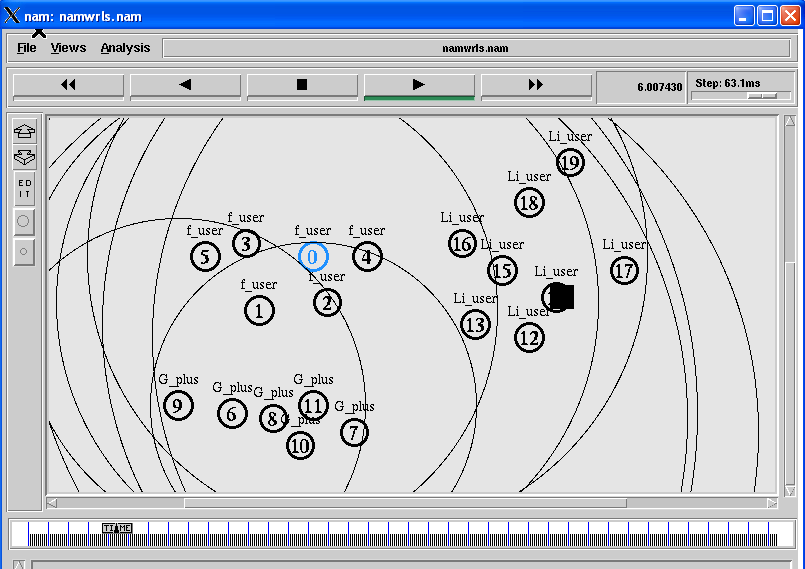 nam: namwrls.nam
File Views Analysis namwrls.nam
6.007430 Step: 63.1ms
E D
I T
Li_user
19
Li_user
18
f_user f_user f_user f_user
5 3 0 4
Li_user Li_user Li_user Li_user
16 15 17
f_user f_user
1 2
Li_user Li_user
13 12
G_plus G_plus G_plus G_plus G_plus
9 6 8 11 7
G_plus
10
TIME